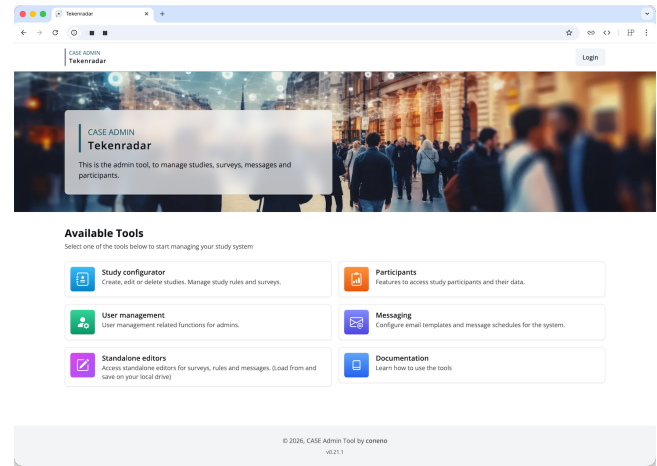 Tekenradar
CASE ADMIN
Tekenradar
Login
CASE ADMIN
Tekenradar
This is the admin tool, to manage studies, surveys, messages and
participants.
Available Tools
Select one of the tools below to start managing your study system
Study configurator
Create, edit or delete studies. Manage study rules and surveys.
Participants
Features to access study participants and their data.
User management
User management related functions for admins.
Messaging
Configure email templates and message schedules for the system.
Standalone editors
Access standalone editors for surveys, rules and messages. (Load from and
save on your local drive)
Documentation
Learn how to use the tools
© 2026, CASE Admin Tool by coneno
v0.21.1